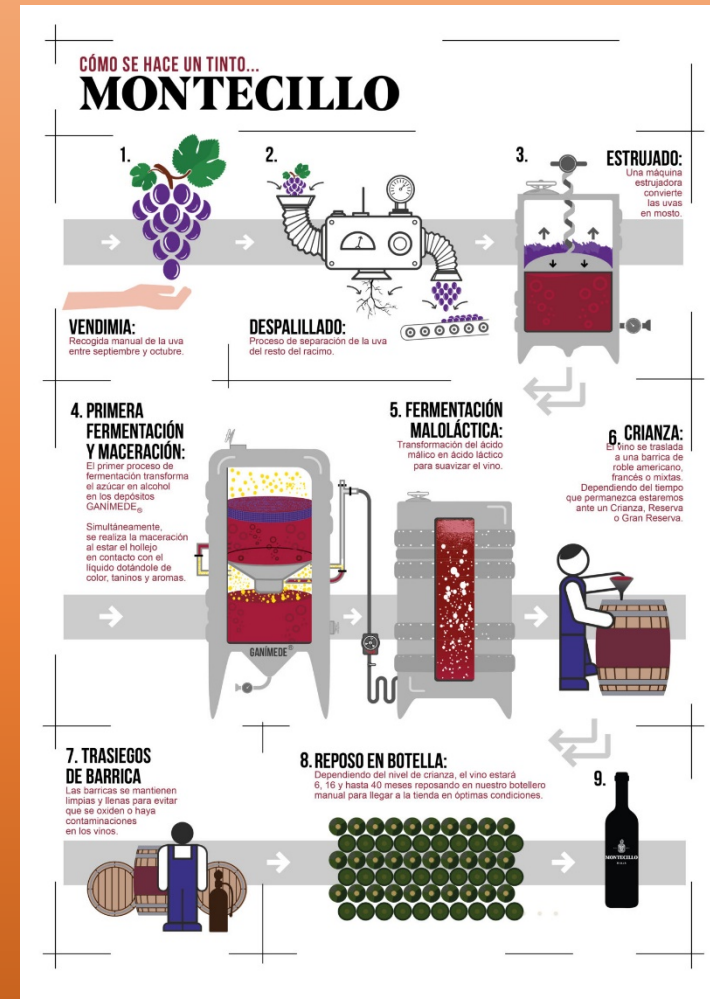 CÓMO SE HACE UN TINTO...
MONTECILLO
1.
VENDIMIA:
Recogida manual de la uva
entre septiembre y octubre.
2.
DESPALILLADO:
Proceso de separación de la uva
del resto del racimo.
3.
ESTRUJADO:
Una máquina
estrujadora
convierte
las uvas
en mosto.
4. PRIMERA
FERMENTACIÓN
Y MACERACIÓN:
El primer proceso de
fermentación transforma
el azúcar en alcohol
en los depósitos
GANÍMEDE®
Simultáneamente,
se realiza la maceración
al estar el hollejo
en contacto con el
líquido dotándole de
color, taninos y aromas.
GANÍMEDE®
5. FERMENTACIÓN
MALOLÁCTICA:
Transformación del ácido
málico en ácido láctico
para suavizar el vino.
6. CRIANZA:
El vino se traslada
a una barrica de
roble americano,
francés o mixtas.
Dependiendo del tiempo
que permanezca estaremos
ante un Crianza, Reserva
o Gran Reserva.
7. TRASIEGOS
DE BARRICA
Las barricas se mantienen
limpias y llenas para evitar
que se oxiden o haya
contaminaciones
en los vinos.
8. REPOSO EN BOTELLA:
Dependiendo del nivel de crianza, el vino estará
6, 16 y hasta 40 meses reposando en nuestro botellero
manual para llegar a la tienda en óptimas condiciones.
9.
MONTECILLO
RIOJA